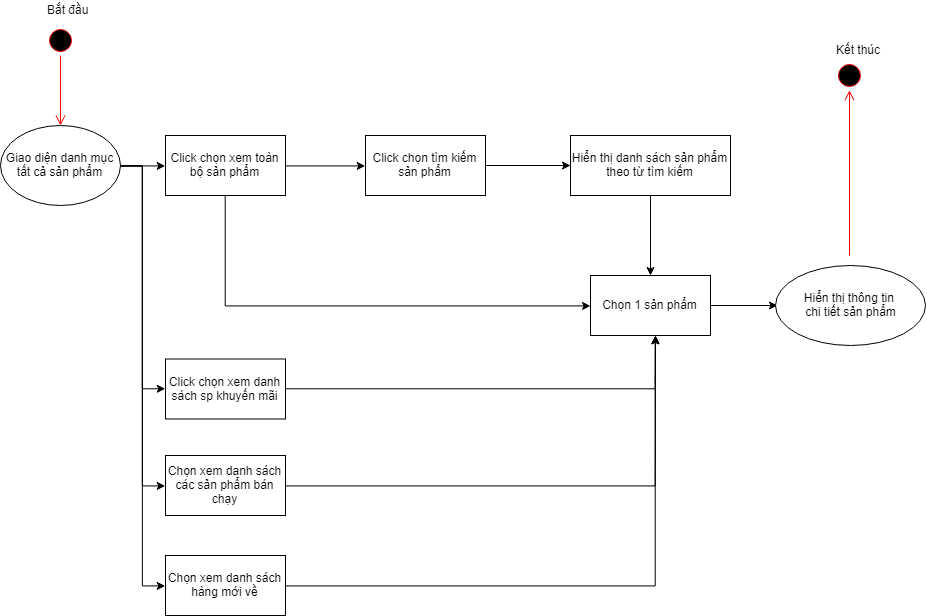 Bắt đầu
Kết thúc
Giao diện danh mục
tất cả sản phẩm
Click chọn xem toàn
bộ sản phẩm
Click chọn tìm kiếm
sản phẩm
Hiển thị danh sách sản phẩm
theo từ tìm kiếm
Chọn 1 sản phẩm
Hiển thị thông tin
chi tiết sản phẩm
Click chọn xem danh
sách sp khuyến mãi
Chọn xem danh sách
các sản phẩm bán
chạy
Chọn xem danh sách
hàng mới về